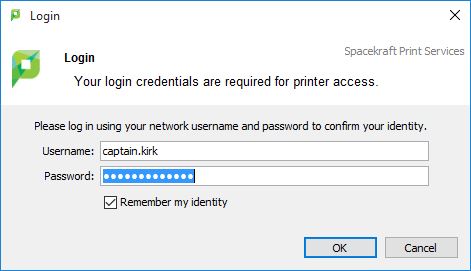 Login
Login
Spacekraft Print Services
Your login credentials are required for printer access.
Please log in using your network username and password to confirm your identity.
Username: captain.kirk
Password: ●●●●●●●●●●●●●
Remember my identity
OK Cancel